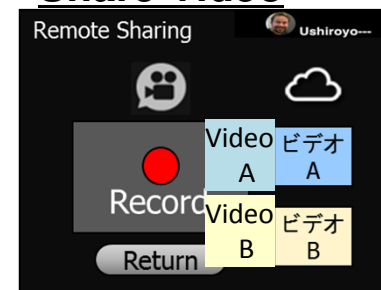 Share Video
Remote Sharing
Ushiroyo---
Video
A
ビデオ
A
Record
Video
B
ビデオ
B
Return